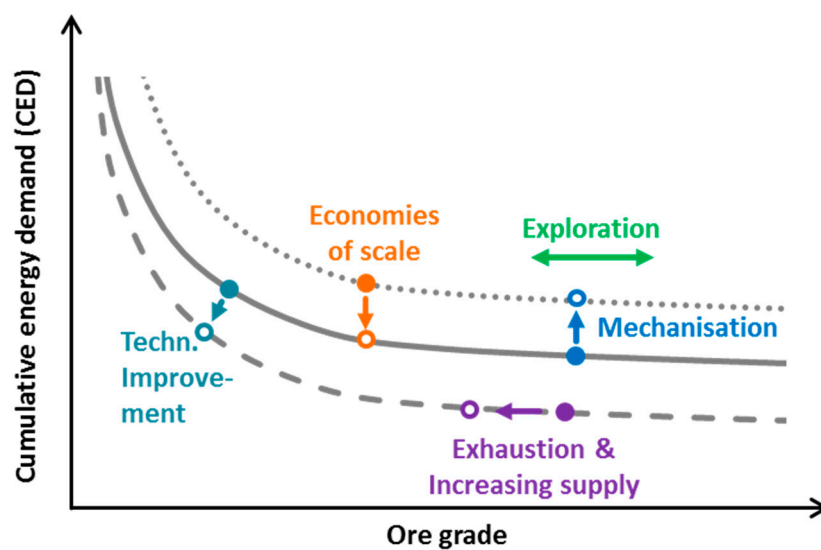 Cumulative energy demand (CED)
Economies
of scale
Exploration
Mechanisation
Techn.
Improve-
ment
Exhaustion &
Increasing supply
Ore grade